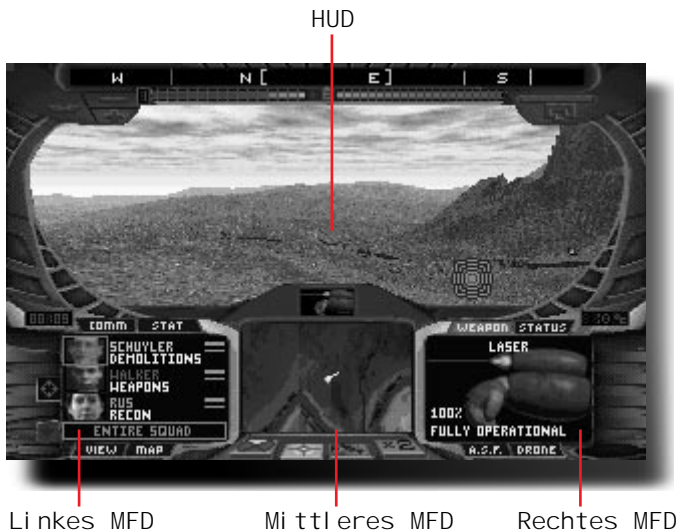 HUD
W N [ E ] S
COMM STAT
WEAPON STATUS
SCHUYLER
DEMOLITIONS
WALKER
WEAPONS
RUS
RECON
ENTIRE SQUAD
VIEW MAP
×2
LASER
100%
FULLY OPERATIONAL
A.S.F. DRONE
Linkes MFD Mittleres MFD Rechtes MFD